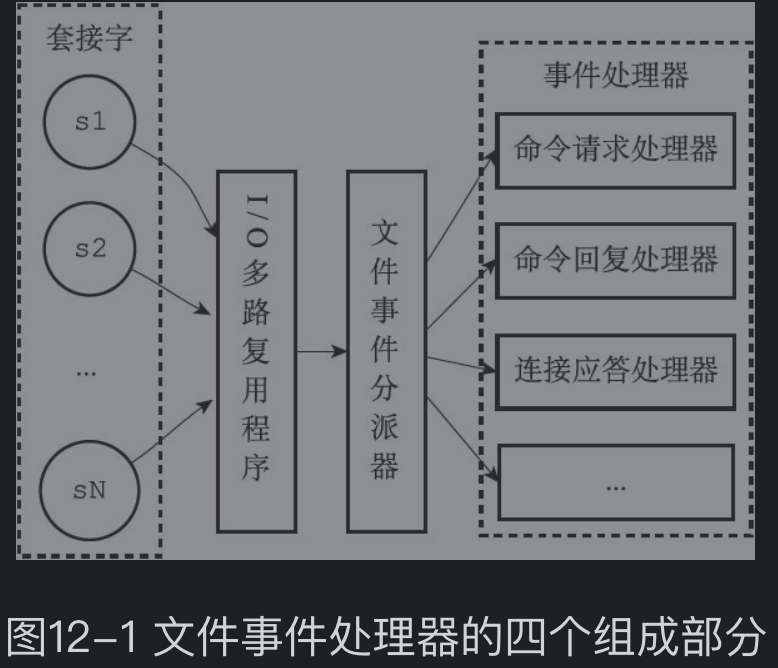 套接字
s1
s2
...
sN
I/O多路复用程序
文件事件分派器
事件处理器
命令请求处理器
命令回复处理器
连接应答处理器
...
图12-1 文件事件处理器的四个组成部分